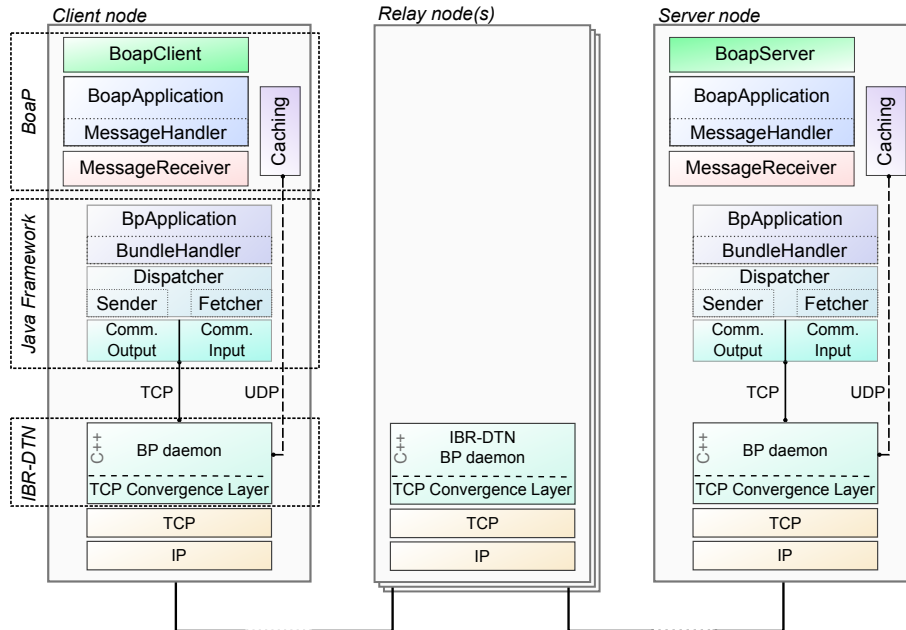 Client node
Relay node(s)
Server node
BoaP
BoapClient
BoapApplication
MessageHandler
MessageReceiver
Caching
Java Framework
BpApplication
BundleHandler
Dispatcher
Sender
Fetcher
Comm.
Output
Comm.
Input
TCP
UDP
IBR-DTN
C++
BP daemon
TCP Convergence Layer
TCP
IP
C++
IBR-DTN
BP daemon
TCP Convergence Layer
TCP
IP
BoapServer
BoapApplication
MessageHandler
MessageReceiver
Caching
BpApplication
BundleHandler
Dispatcher
Sender
Fetcher
Comm.
Output
Comm.
Input
TCP
UDP
C++
BP daemon
TCP Convergence Layer
TCP
IP